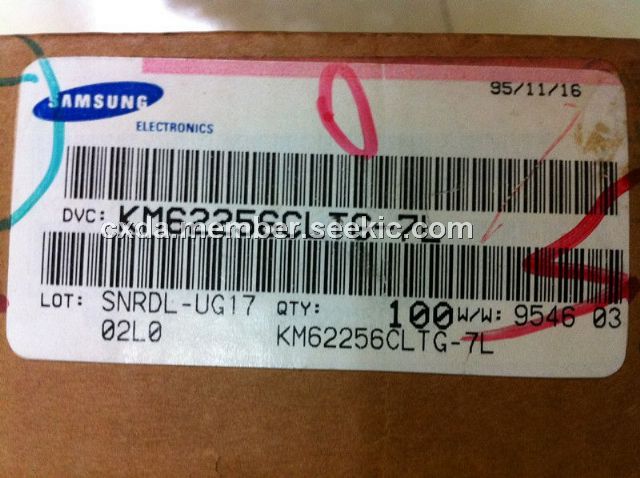 95/11/16
SAMSUNG
ELECTRONICS
0
DVC: KM62256CLTG-7L
cxda.member.seekic.com
LOT: SNRDL-UG17 QTY: 100 W/W: 9546 03
02L0 KM62256CLTG-7L